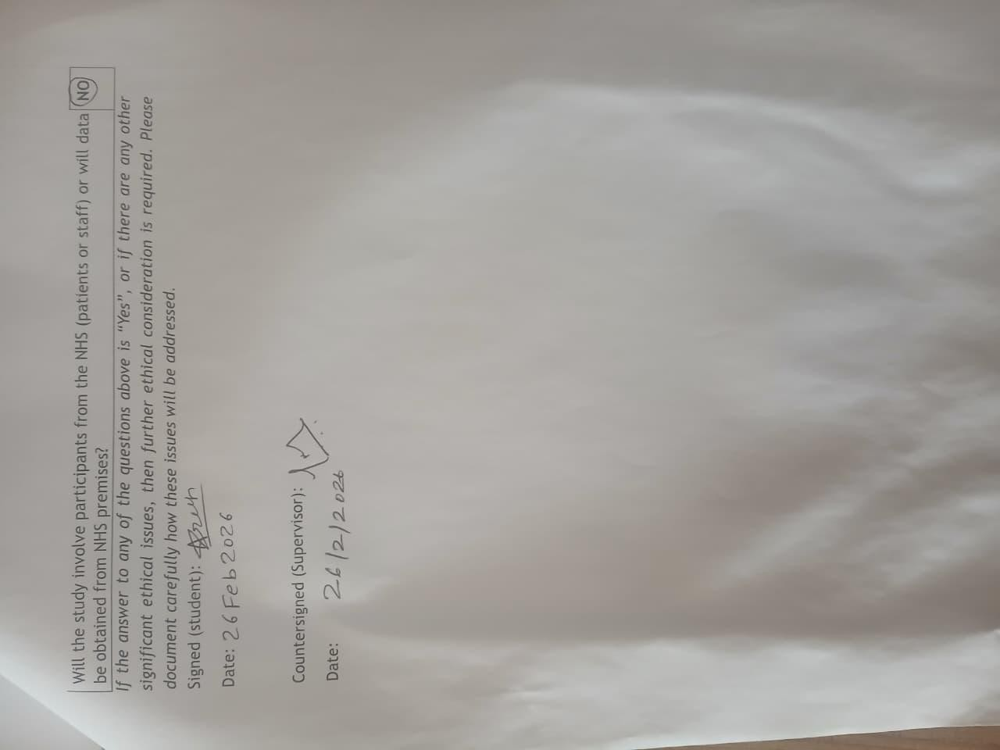 Will the study involve participants from the NHS (patients or staff) or will data NO
be obtained from NHS premises?
If the answer to any of the questions above is “Yes”, or if there are any other
significant ethical issues, then further ethical consideration is required. Please
document carefully how these issues will be addressed.
Signed (student):
Date: 26 Feb 2026
Countersigned (Supervisor):
Date: 26/2/2026